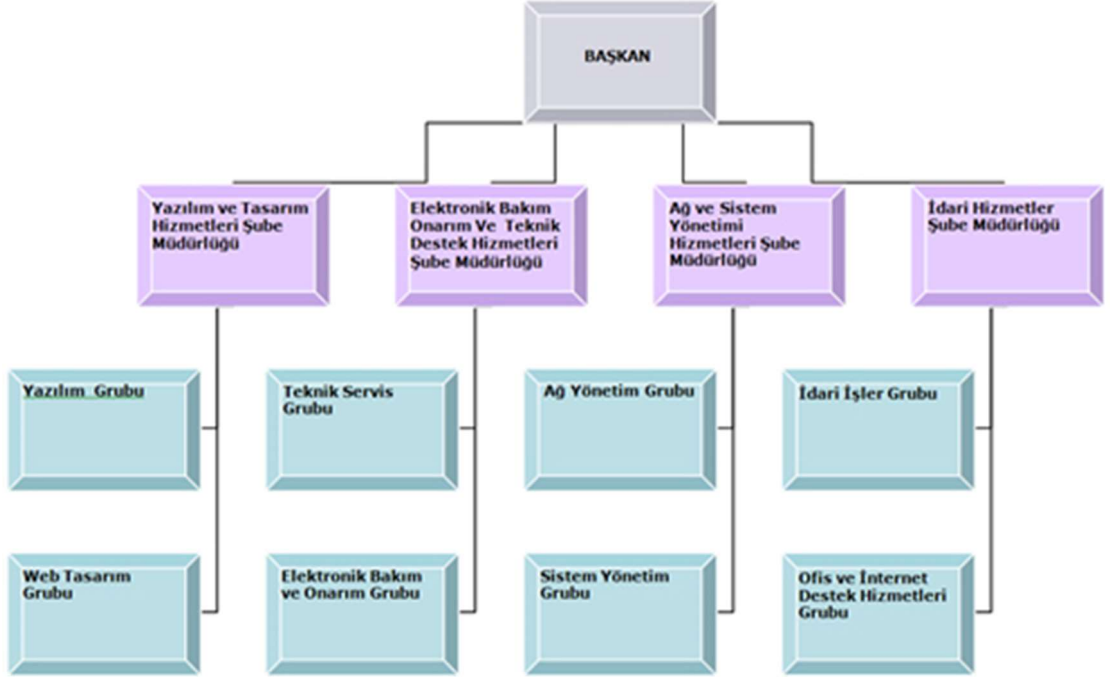 BAŞKAN
Yazılım ve Tasarım
Hizmetleri Şube
Müdürlüğü
Elektronik Bakım
Onarım Ve Teknik
Destek Hizmetleri
Şube Müdürlüğü
Ağ ve Sistem
Yönetimi
Hizmetleri Şube
Müdürlüğü
İdari Hizmetler
Şube Müdürlüğü
Yazılım Grubu
Teknik Servis
Grubu
Ağ Yönetim Grubu
İdari İşler Grubu
Web Tasarım
Grubu
Elektronik Bakım
ve Onarım Grubu
Sistem Yönetim
Grubu
Ofis ve İnternet
Destek Hizmetleri
Grubu